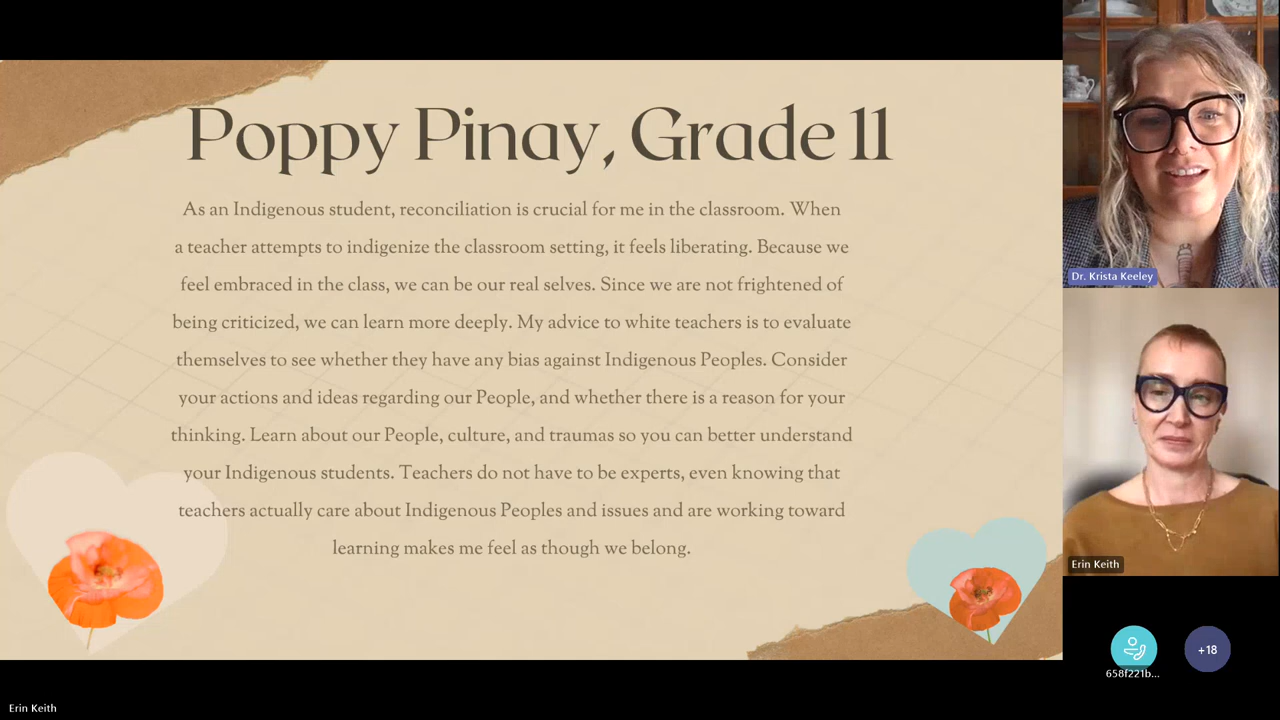 Poppy Pinay, Grade 11
As an Indigenous student, reconciliation is crucial for me in the classroom. When
a teacher attempts to indigenize the classroom setting, it feels liberating. Because we
feel embraced in the class, we can be our real selves. Since we are not frightened of
being criticized, we can learn more deeply. My advice to white teachers is to evaluate
themselves to see whether they have any bias against Indigenous Peoples. Consider
your actions and ideas regarding our People, and whether there is a reason for your
thinking. Learn about our People, culture, and traumas so you can better understand
your Indigenous students. Teachers do not have to be experts, even knowing that
teachers actually care about Indigenous Peoples and issues and are working toward
learning makes me feel as though we belong.
Dr. Krista Keeley
Erin Keith
658f221b...
+18
Erin Keith